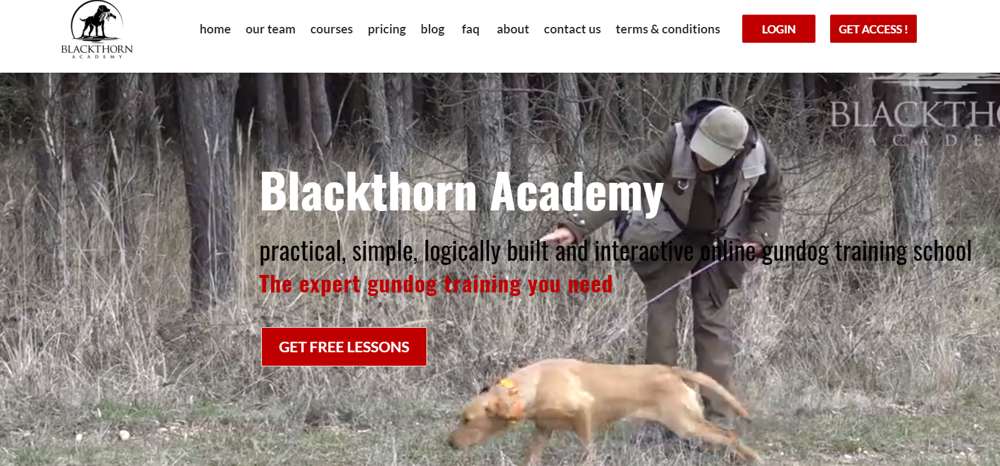 BLACKTHORN
ACADEMY
home our team courses pricing blog faq about contact us terms & conditions LOGIN GET ACCESS !
Blackthorn Academy
practical, simple, logically built and interactive online gundog training school
The expert gundog training you need
GET FREE LESSONS